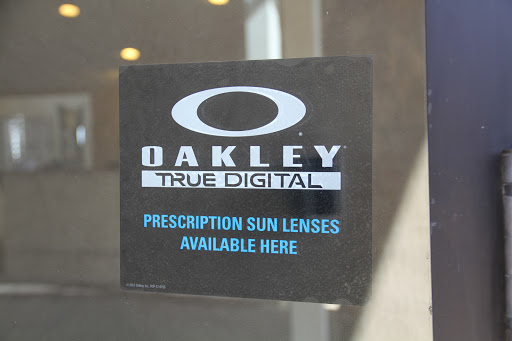 OAKLEY
TRUE DIGITAL
PRESCRIPTION SUN LENSES
AVAILABLE HERE